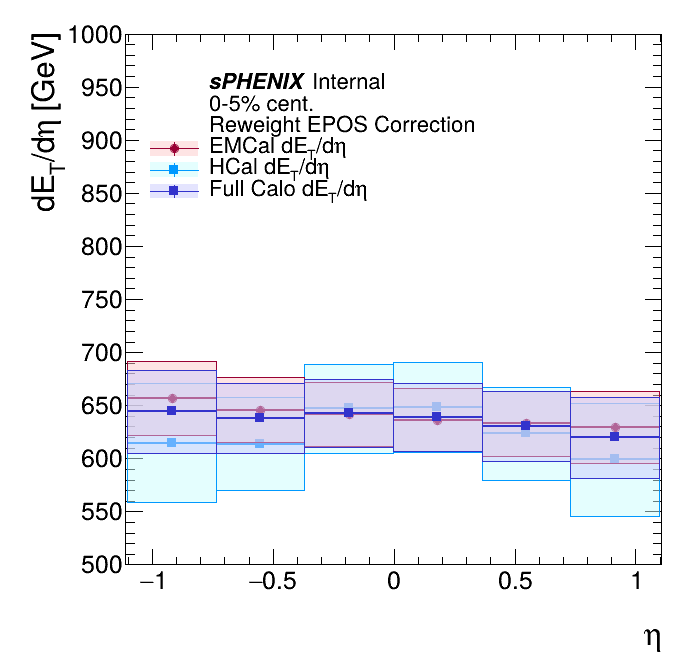 dE_T/dη [GeV]
1000
950
900
850
800
750
700
650
600
550
500
sPHENIX Internal
0-5% cent.
Reweight EPOS Correction
EMCal dE_T/dη
HCal dE_T/dη
Full Calo dE_T/dη
−1 −0.5 0 0.5 1
η